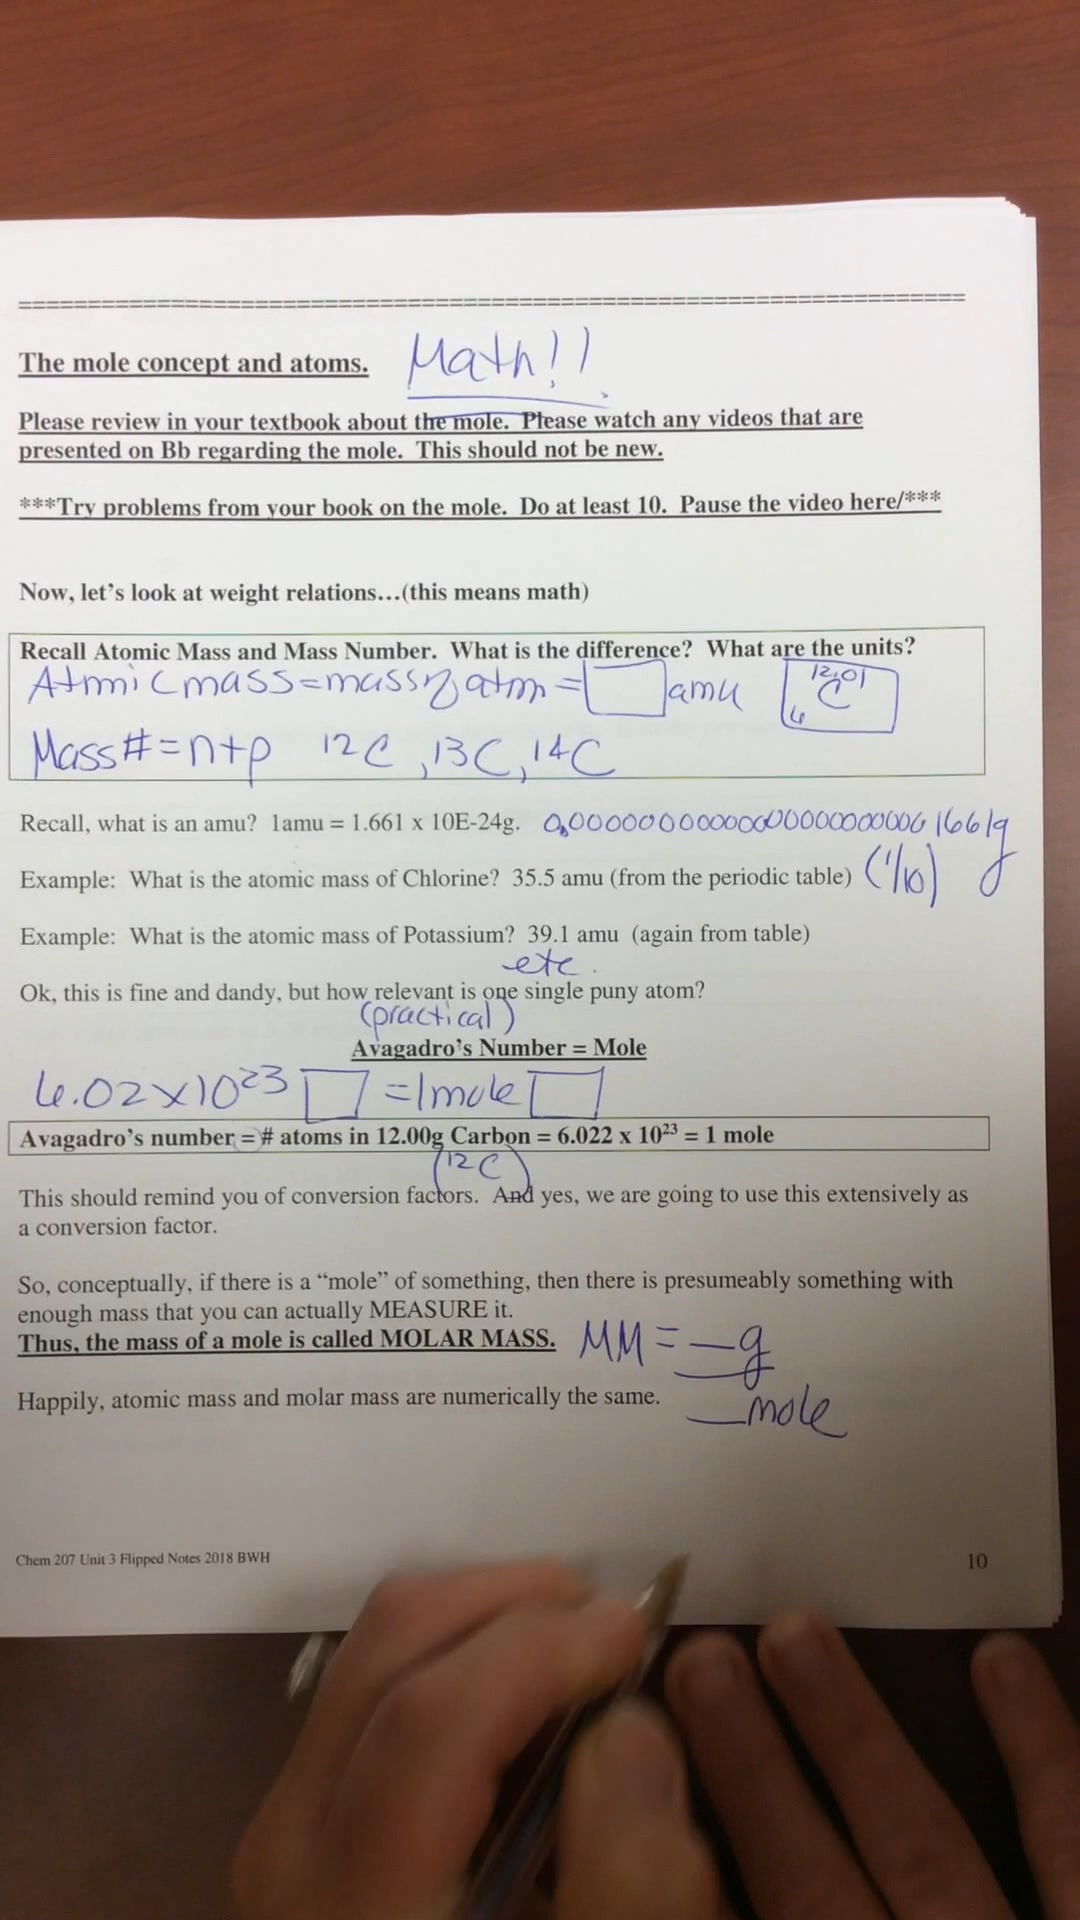 ======================================================================
The mole concept and atoms. Math!!
Please review in your textbook about the mole. Please watch any videos that are
presented on Bb regarding the mole. This should not be new.
***Try problems from your book on the mole. Do at least 10. Pause the video here/***
Now, let's look at weight relations…(this means math)
Recall Atomic Mass and Mass Number. What is the difference? What are the units?
Atmic mass = mass of atm = □ amu 12.01 C 6
Mass # = n+p 12C, 13C, 14C
Recall, what is an amu? 1amu = 1.661 x 10E-24g.
Example: What is the atomic mass of Chlorine? 35.5 amu (from the periodic table) (1/10)
Example: What is the atomic mass of Potassium? 39.1 amu (again from table)
etc.
Ok, this is fine and dandy, but how relevant is one single puny atom?
(practical)
Avagadro's Number = Mole
6.02x10²³ □ = 1 mole □
Avagadro's number = # atoms in 12.00g Carbon = 6.022 x 10²³ = 1 mole
(12C)
This should remind you of conversion factors. And yes, we are going to use this extensively as
a conversion factor.
So, conceptually, if there is a “mole” of something, then there is presumeably something with
enough mass that you can actually MEASURE it.
Thus, the mass of a mole is called MOLAR MASS. MM = _g
Happily, atomic mass and molar mass are numerically the same. _mole
Chem 207 Unit 3 Flipped Notes 2018 BWH 10